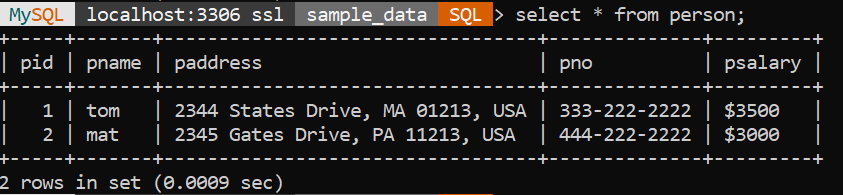 MySQL localhost:3306 ssl sample_data SQL > select * from person;
+-----+-------+--------------------------------+--------------+---------+
| pid | pname | paddress                       | pno          | psalary |
+-----+-------+--------------------------------+--------------+---------+
|   1 | tom   | 2344 States Drive, MA 01213, USA | 333-222-2222 | $3500   |
|   2 | mat   | 2345 Gates Drive, PA 11213, USA  | 444-222-2222 | $3000   |
+-----+-------+--------------------------------+--------------+---------+
2 rows in set (0.0009 sec)